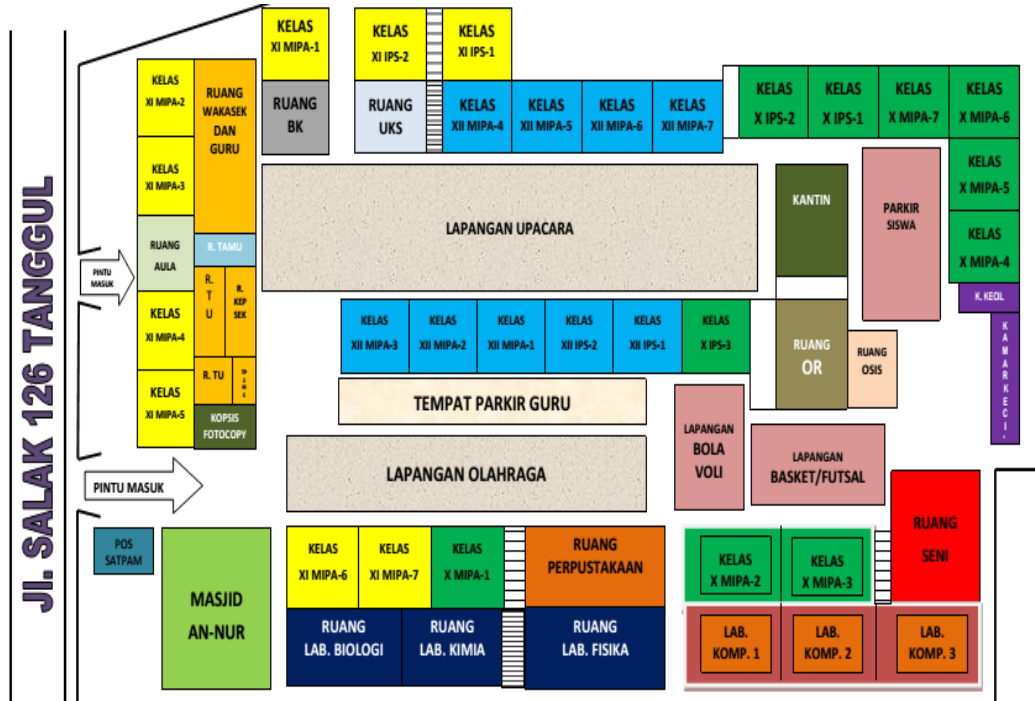 Jl. SALAK 126 TANGGUL
KELAS
XI MIPA-1
KELAS
XI IPS-2
KELAS
XI IPS-1
RUANG
BK
RUANG
UKS
KELAS
XII MIPA-4
KELAS
XII MIPA-5
KELAS
XII MIPA-6
KELAS
XII MIPA-7
KELAS
X IPS-2
KELAS
X IPS-1
KELAS
X MIPA-7
KELAS
X MIPA-6
KELAS
X MIPA-5
KELAS
X MIPA-4
K. KECIL
KAMAR KECI.
KELAS
XI MIPA-2
RUANG
WAKASEK
DAN
GURU
KELAS
XI MIPA-3
RUANG
AULA
R. TAMU
PINTU
MASUK
R.
T
U
R.
KEP
SEK
KELAS
XI MIPA-4
R. TU
KELAS
XI MIPA-5
KOPSIS
FOTOCOPY
LAPANGAN UPACARA
KANTIN
PARKIR
SISWA
KELAS
XII MIPA-3
KELAS
XII MIPA-2
KELAS
XII MIPA-1
KELAS
XII IPS-2
KELAS
XII IPS-1
KELAS
X IPS-3
RUANG
OR
RUANG
OSIS
TEMPAT PARKIR GURU
LAPANGAN
BOLA
VOLI
LAPANGAN
BASKET/FUTSAL
LAPANGAN OLAHRAGA
PINTU MASUK
POS
SATPAM
MASJID
AN-NUR
KELAS
XI MIPA-6
KELAS
XI MIPA-7
KELAS
X MIPA-1
RUANG
PERPUSTAKAAN
KELAS
X MIPA-2
KELAS
X MIPA-3
RUANG
SENI
RUANG
LAB. BIOLOGI
RUANG
LAB. KIMIA
RUANG
LAB. FISIKA
LAB.
KOMP. 1
LAB.
KOMP. 2
LAB.
KOMP. 3